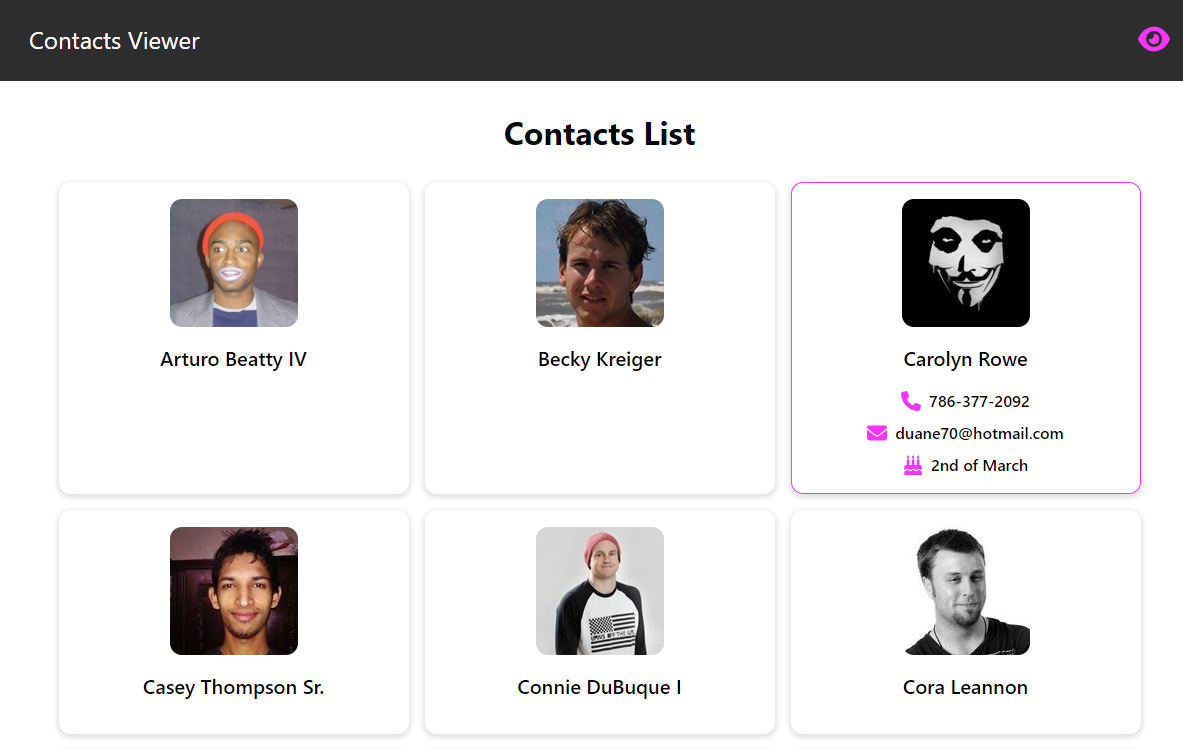 Contacts Viewer
Contacts List
Arturo Beatty IV
Becky Kreiger
Carolyn Rowe
786-377-2092
duane70@hotmail.com
2nd of March
Casey Thompson Sr.
Connie DuBuque I
Cora Leannon